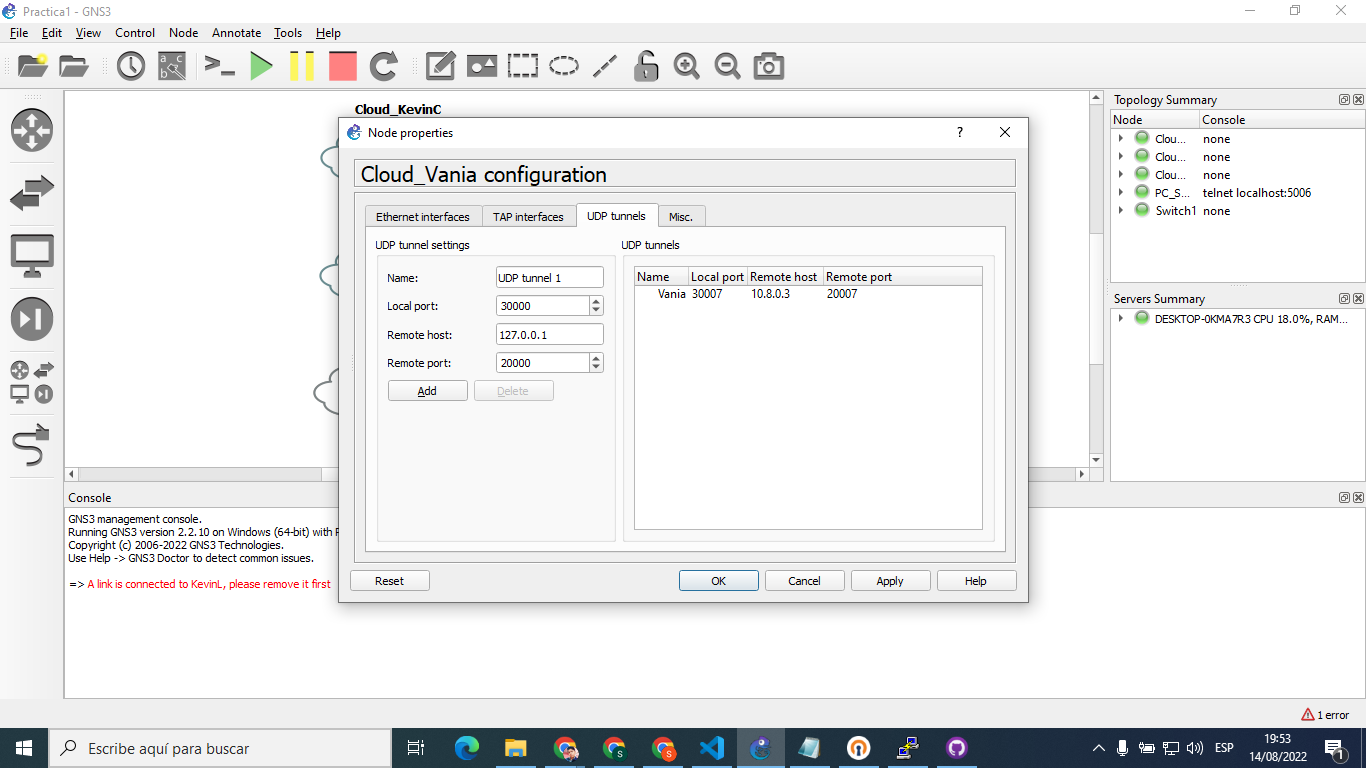 Practica1 - GNS3
File Edit View Control Node Annotate Tools Help
Cloud_KevinC
Node properties
?
Cloud_Vania configuration
Ethernet interfaces TAP interfaces UDP tunnels Misc.
UDP tunnel settings
Name: UDP tunnel 1
Local port: 30000
Remote host: 127.0.0.1
Remote port: 20000
Add Delete
UDP tunnels
Name Local port Remote host Remote port
Vania 30007 10.8.0.3 20007
Reset OK Cancel Apply Help
Topology Summary
Node Console
Clou... none
Clou... none
Clou... none
PC_S... telnet localhost:5006
Switch1 none
Servers Summary
DESKTOP-0KMA7R3 CPU 18.0%, RAM...
Console
GNS3 management console.
Running GNS3 version 2.2.10 on Windows (64-bit) with
Copyright (c) 2006-2022 GNS3 Technologies.
Use Help -> GNS3 Doctor to detect common issues.
=> A link is connected to KevinL, please remove it first
1 error
Escribe aquí para buscar
ESP
19:53
14/08/2022
1